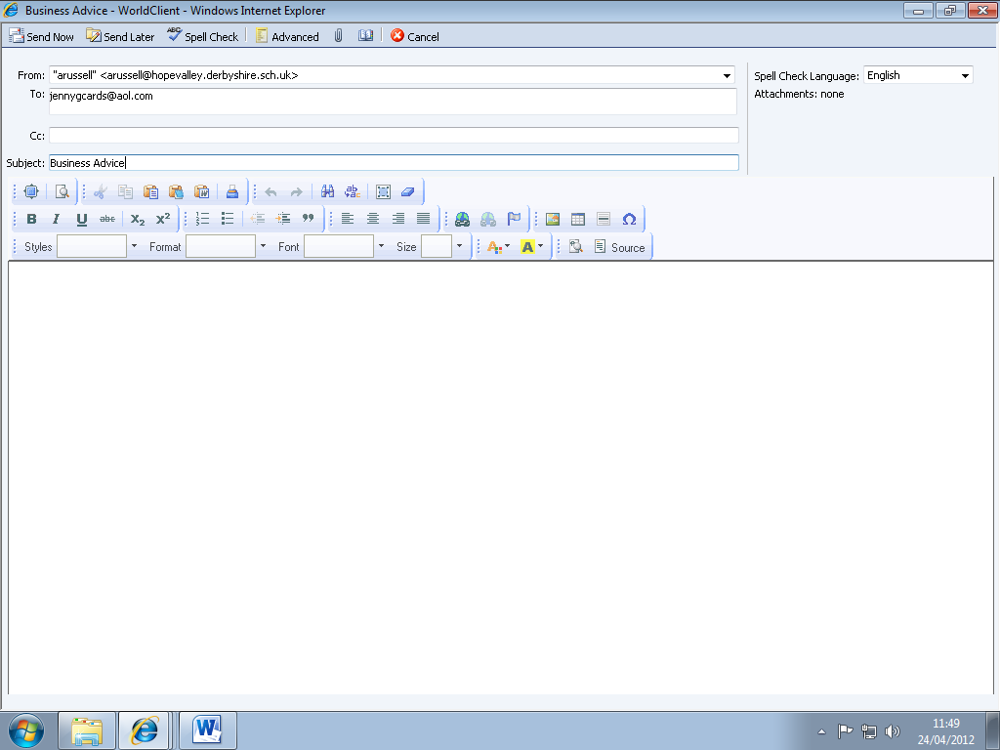 Business Advice - WorldClient - Windows Internet Explorer
Send Now Send Later ABC Spell Check Advanced Cancel
From: "arussell" <arussell@hopevalley.derbyshire.sch.uk> Spell Check Language: English
To: jennygcards@aol.com Attachments: none
Cc:
Subject: Business Advice
B I U abc X2 X2
Styles Format Font Size A A Source
W 11:49
24/04/2012